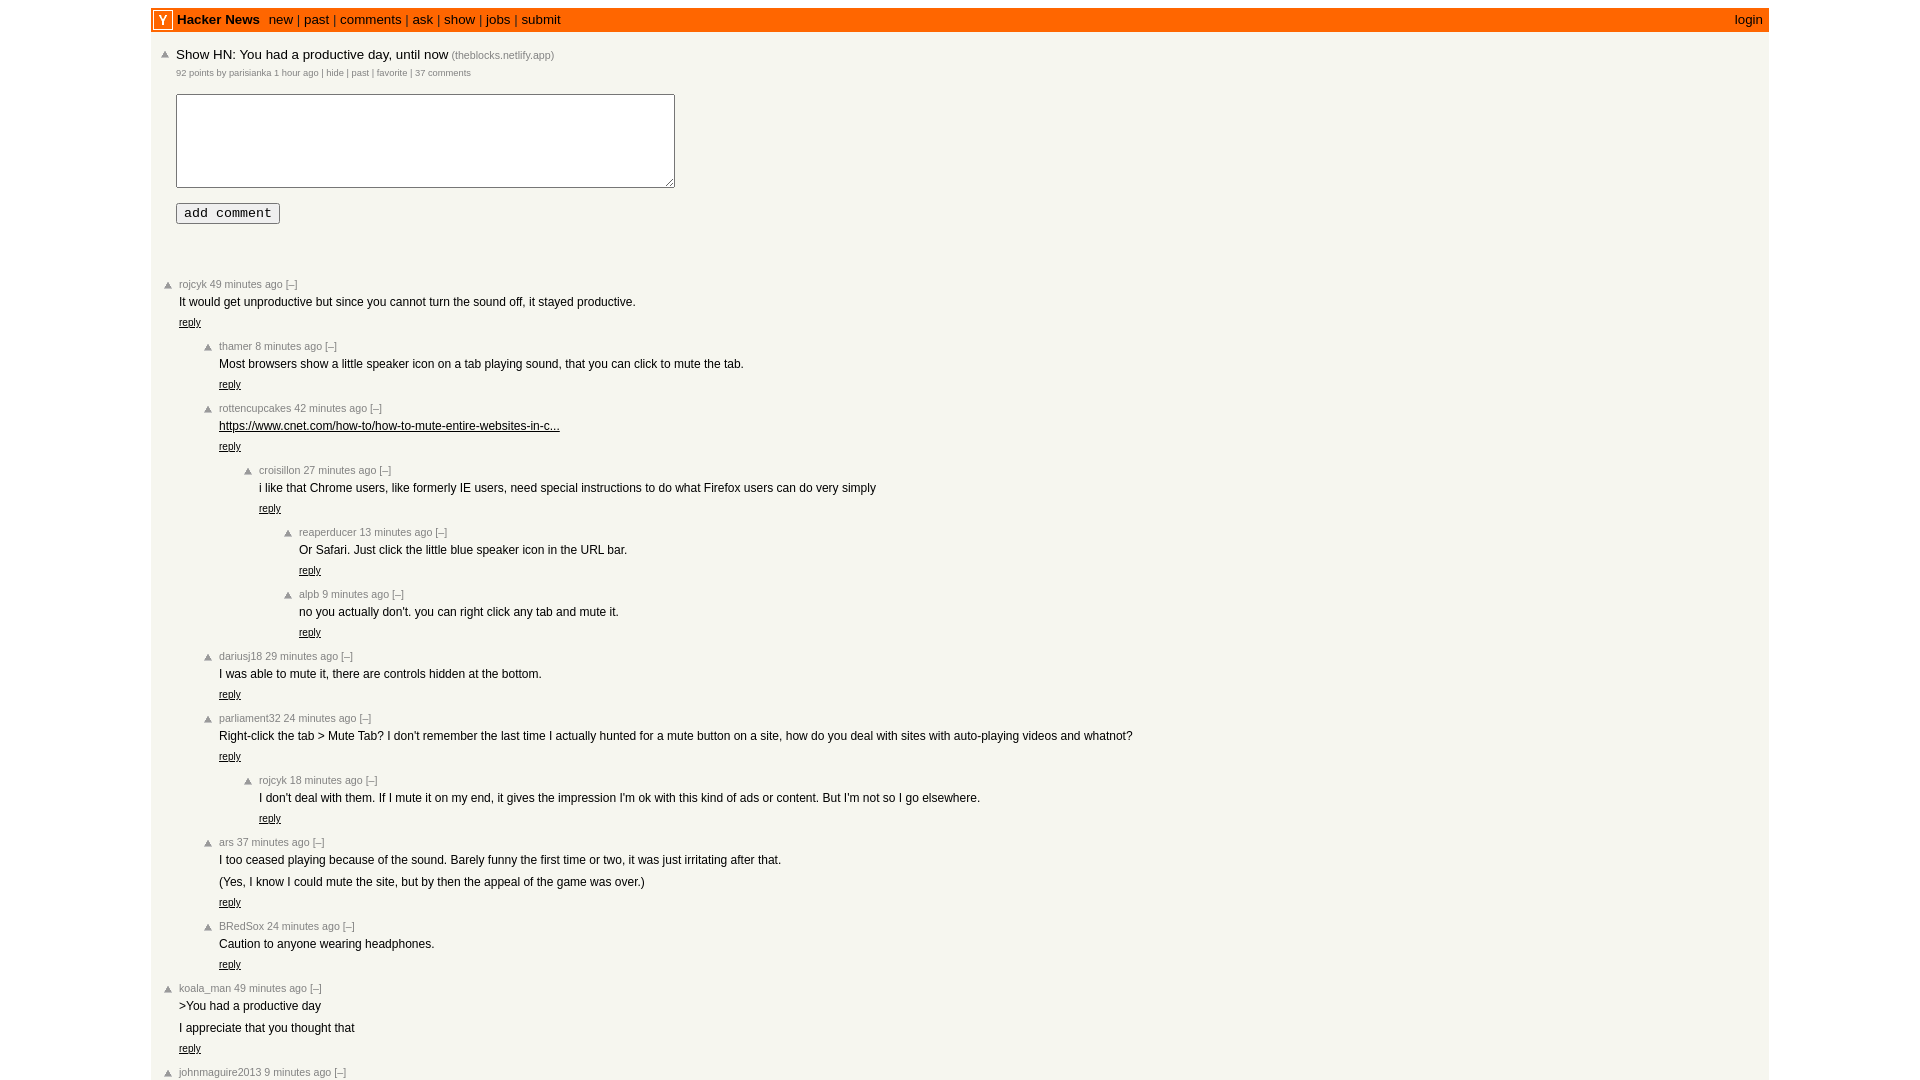 Y Hacker News new | past | comments | ask | show | jobs | submit login
Show HN: You had a productive day, until now (theblocks.netlify.app)
92 points by parisianka 1 hour ago | hide | past | favorite | 37 comments
add comment
rojcyk 49 minutes ago [–]
It would get unproductive but since you cannot turn the sound off, it stayed productive.
reply
thamer 8 minutes ago [–]
Most browsers show a little speaker icon on a tab playing sound, that you can click to mute the tab.
reply
rottencupcakes 42 minutes ago [–]
https://www.cnet.com/how-to/how-to-mute-entire-websites-in-c...
reply
croisillon 27 minutes ago [–]
i like that Chrome users, like formerly IE users, need special instructions to do what Firefox users can do very simply
reply
reaperducer 13 minutes ago [–]
Or Safari. Just click the little blue speaker icon in the URL bar.
reply
alpb 9 minutes ago [–]
no you actually don't. you can right click any tab and mute it.
reply
dariusj18 29 minutes ago [–]
I was able to mute it, there are controls hidden at the bottom.
reply
parliament32 24 minutes ago [–]
Right-click the tab > Mute Tab? I don't remember the last time I actually hunted for a mute button on a site, how do you deal with sites with auto-playing videos and whatnot?
reply
rojcyk 18 minutes ago [–]
I don't deal with them. If I mute it on my end, it gives the impression I'm ok with this kind of ads or content. But I'm not so I go elsewhere.
reply
ars 37 minutes ago [–]
I too ceased playing because of the sound. Barely funny the first time or two, it was just irritating after that.
(Yes, I know I could mute the site, but by then the appeal of the game was over.)
reply
BRedSox 24 minutes ago [–]
Caution to anyone wearing headphones.
reply
koala_man 49 minutes ago [–]
>You had a productive day
I appreciate that you thought that
reply
johnmaguire2013 9 minutes ago [–]